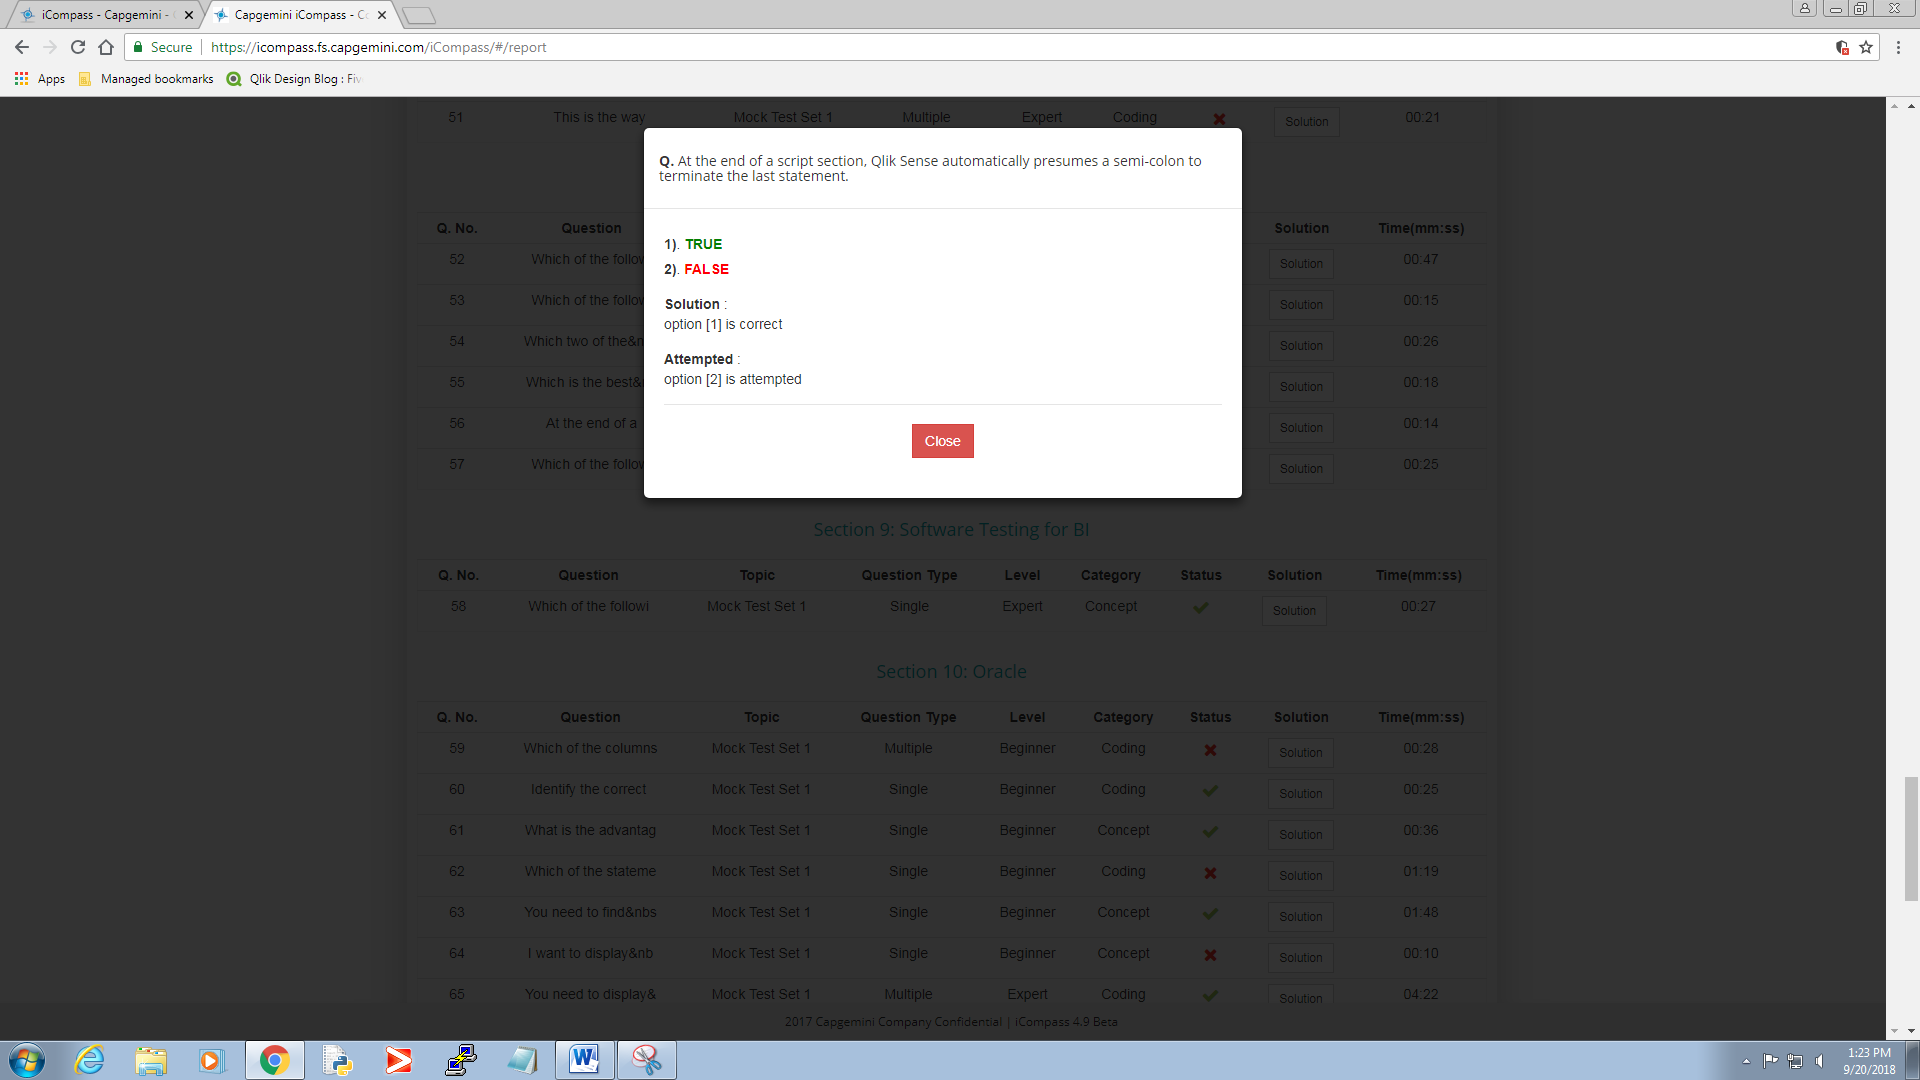 iCompass - Capgemini -
Capgemini iCompass - Co
Secure
https://icompass.fs.capgemini.com/iCompass/#/report
Apps
Managed bookmarks
Qlik Design Blog : Fiv
51 This is the way Mock Test Set 1 Multiple Expert Coding Solution 00:21
Q. At the end of a script section, Qlik Sense automatically presumes a semi-colon to
terminate the last statement.
1). TRUE
2). FALSE
Solution :
option [1] is correct
Attempted :
option [2] is attempted
Close
Q. No. Question Solution Time(mm:ss)
52 Which of the follow Solution 00:47
53 Which of the follow Solution 00:15
54 Which two of the&n Solution 00:26
55 Which is the best& Solution 00:18
56 At the end of a Solution 00:14
57 Which of the follow Solution 00:25
Section 9: Software Testing for BI
Q. No. Question Topic Question Type Level Category Status Solution Time(mm:ss)
58 Which of the followi Mock Test Set 1 Single Expert Concept Solution 00:27
Section 10: Oracle
Q. No. Question Topic Question Type Level Category Status Solution Time(mm:ss)
59 Which of the columns Mock Test Set 1 Multiple Beginner Coding Solution 00:28
60 Identify the correct Mock Test Set 1 Single Beginner Coding Solution 00:25
61 What is the advantag Mock Test Set 1 Single Beginner Concept Solution 00:36
62 Which of the stateme Mock Test Set 1 Single Beginner Coding Solution 01:19
63 You need to find&nbs Mock Test Set 1 Single Beginner Concept Solution 01:48
64 I want to display&nb Mock Test Set 1 Single Beginner Concept Solution 00:10
65 You need to display& Mock Test Set 1 Multiple Expert Coding Solution 04:22
2017 Capgemini Company Confidential | iCompass 4.9 Beta
1:23 PM
9/20/2018